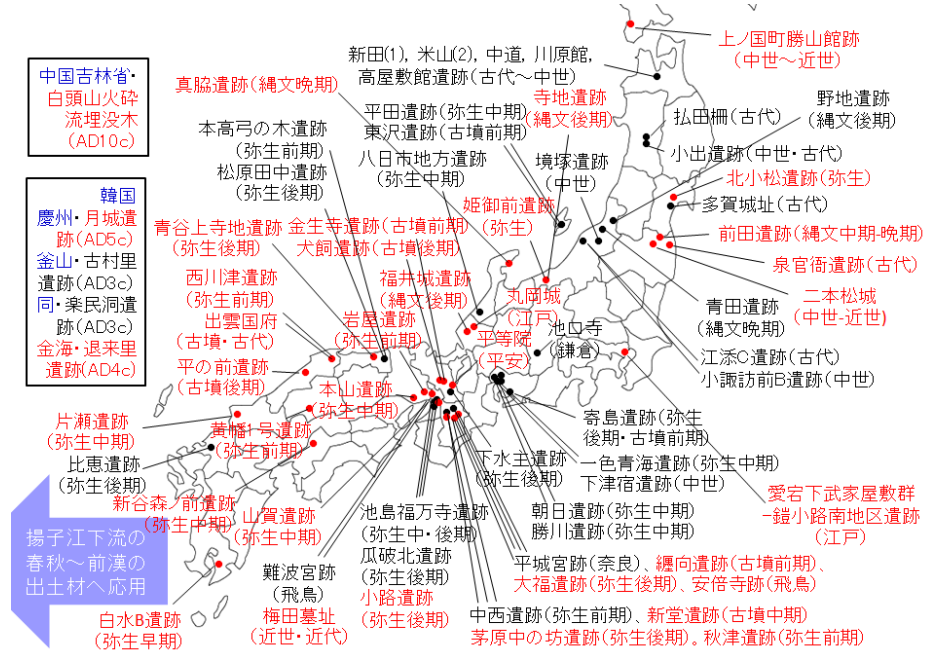 上ノ国町勝山館跡
(中世～近世)
新田(1), 米山(2), 中道, 川原館,
高屋敷館遺跡(古代～中世)
中国吉林省・
白頭山火砕
流埋没木
(AD10c)
真脇遺跡(縄文晩期)
寺地遺跡
(縄文後期)
野地遺跡
(縄文後期)
平田遺跡(弥生中期)
東沢遺跡(古墳前期)
払田柵(古代)
本高弓の木遺跡
(弥生前期)
松原田中遺跡
(弥生後期)
八日市地方遺跡
(弥生中期)
境塚遺跡
(中世)
小出遺跡(中世・古代)
北小松遺跡(弥生)
多賀城址(古代)
韓国
慶州・月城遺
跡(AD5c)
釜山・古村里
遺跡(AD3c)
同・楽民洞遺
跡(AD3c)
金海・退来里
遺跡(AD4c)
姫御前遺跡
(弥生)
青谷上寺地遺跡
(弥生後期)
金生寺遺跡(古墳前期)
犬飼遺跡(古墳後期)
前田遺跡(縄文中期-晩期)
泉官衙遺跡(古代)
西川津遺跡
(弥生前期)
福井城遺跡
(縄文後期)
丸岡城
(江戸)
二本松城
(中世-近世)
青田遺跡
(縄文晩期)
出雲国府
(古墳・古代)
岩屋遺跡
(弥生前期)
平等院
(平安)
池口寺
(鎌倉)
江添C遺跡(古代)
小諏訪前B遺跡(中世)
平の前遺跡
(古墳後期)
本山遺跡
(弥生中期)
片瀬遺跡
(弥生中期)
黄幡1号遺跡
(弥生前期)
寄島遺跡(弥生
後期・古墳前期)
比恵遺跡
(弥生後期)
下水主遺跡
(弥生後期)
一色青海遺跡(弥生中期)
下津宿遺跡(中世)
新谷森ノ前遺跡
(弥生中期)
山賀遺跡
(弥生中期)
池島福万寺遺跡
(弥生中・後期)
瓜破北遺跡
(弥生後期)
小路遺跡
(弥生後期)
朝日遺跡(弥生中期)
勝川遺跡(弥生中期)
愛宕下武家屋敷群
-鎧小路南地区遺跡
(江戸)
揚子江下流の
春秋～前漢の
出土材へ応用
難波宮跡
(飛鳥)
梅田墓址
(近世・近代)
平城宮跡(奈良)、纏向遺跡(古墳前期)、
大福遺跡(弥生後期)、安倍寺跡(飛鳥)
白水B遺跡
(弥生早期)
中西遺跡(弥生前期)、新堂遺跡(古墳中期)
茅原中の坊遺跡(弥生後期)。秋津遺跡(弥生前期)